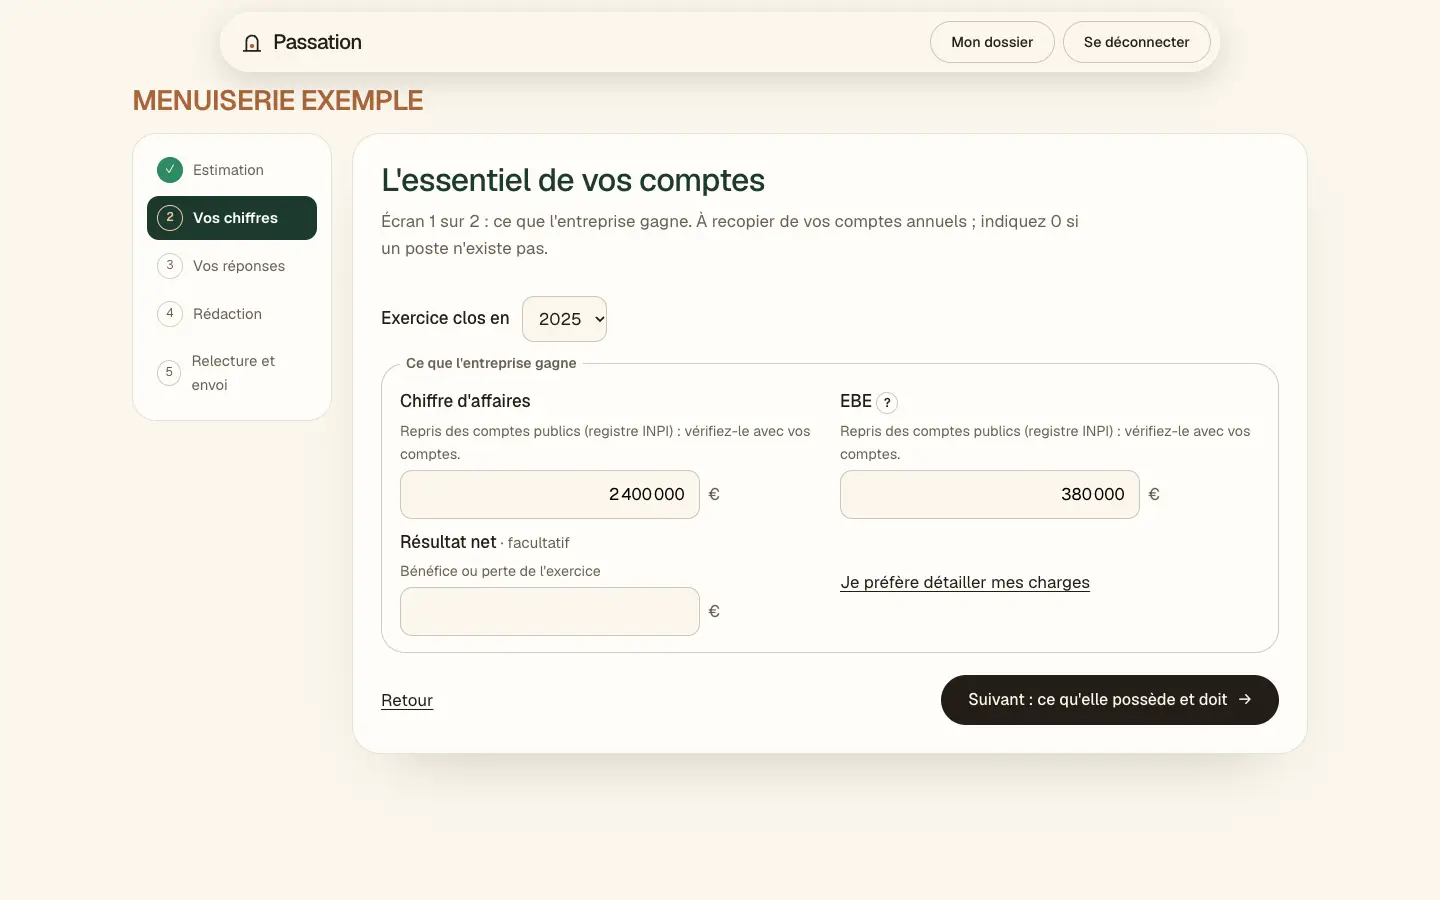 Passation
Mon dossier
Se déconnecter
MENUISERIE EXEMPLE
✓ Estimation
2 Vos chiffres
3 Vos réponses
4 Rédaction
5 Relecture et
envoi
L'essentiel de vos comptes
Écran 1 sur 2 : ce que l'entreprise gagne. À recopier de vos comptes annuels ; indiquez 0 si
un poste n'existe pas.
Exercice clos en 2025
Ce que l'entreprise gagne
Chiffre d'affaires
Repris des comptes publics (registre INPI) : vérifiez-le avec vos
comptes.
2 400 000 €
EBE ?
Repris des comptes publics (registre INPI) : vérifiez-le avec vos
comptes.
380 000 €
Résultat net · facultatif
Bénéfice ou perte de l'exercice
€
Je préfère détailler mes charges
Retour
Suivant : ce qu'elle possède et doit →